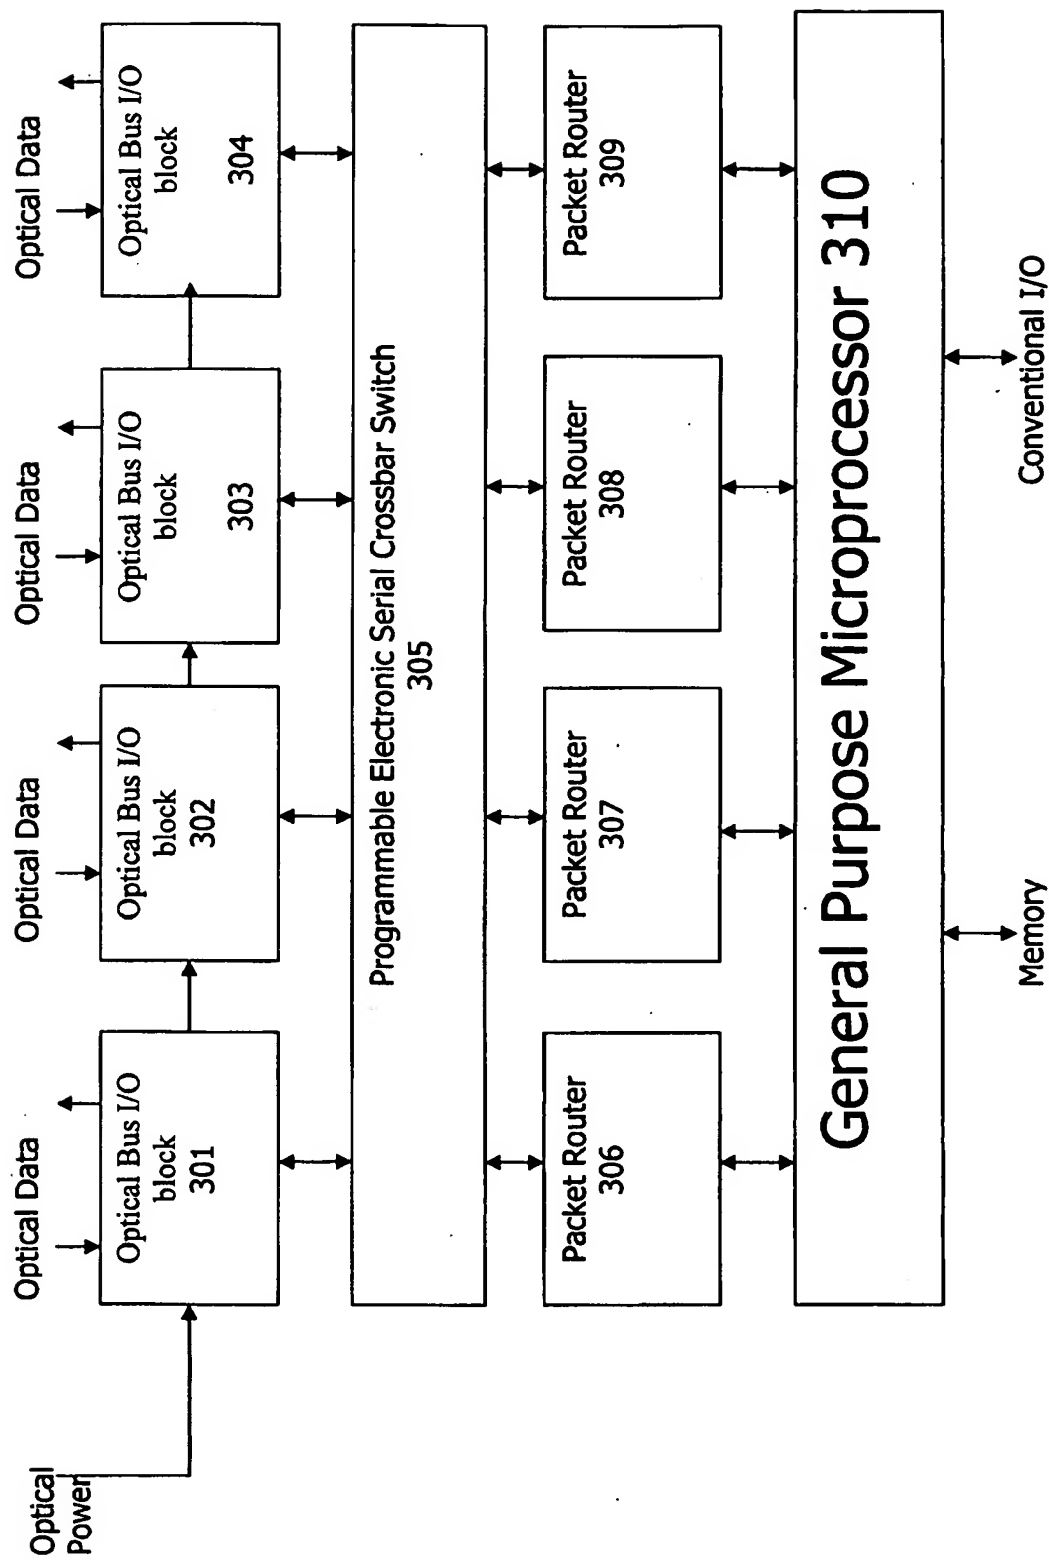 Optical
Power
Optical Data
Optical Data
Optical Data
Optical Data
Optical Bus I/O
block
301
Optical Bus I/O
block
302
Optical Bus I/O
block
303
Optical Bus I/O
block
304
Programmable Electronic Serial Crossbar Switch
305
Packet Router
306
Packet Router
307
Packet Router
308
Packet Router
309
General Purpose Microprocessor 310
Memory
Conventional I/O